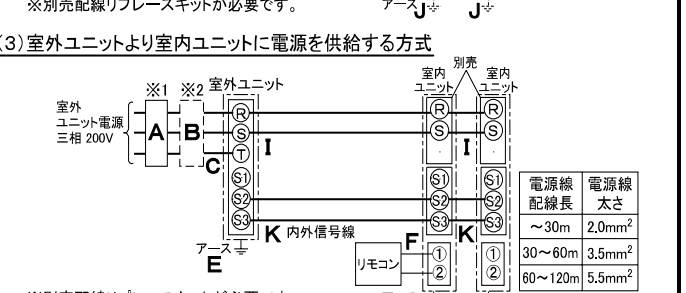 ※別売配線リプレースキットが必要です。
アース J J
(3)室外ユニットより室内ユニットに電源を供給する方式
別売
※1 ※2 室外ユニット 室内ユニット 室内ユニット
室外ユニット電源 三相 200V
A B C
R S T S1 S2 S3
I
R S S1 S2 S3 ① ②
I
R S S1 S2 S3 ① ②
K 内外信号線 F K
アース E
リモコン
電源線配線長 電源線太さ
～30m 2.0mm²
30～60m 3.5mm²
60～120m 5.5mm²